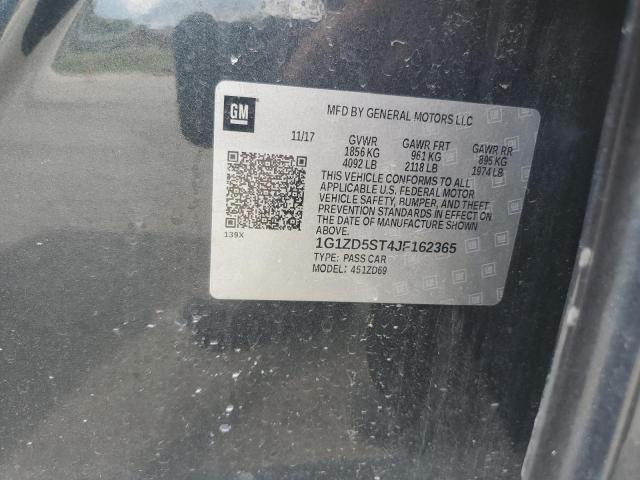 GM
MFD BY GENERAL MOTORS LLC
11/17 GVWR GAWR FRT GAWR RR
1856 KG 961 KG 895 KG
4092 LB 2118 LB 1974 LB
THIS VEHICLE CONFORMS TO ALL
APPLICABLE U.S. FEDERAL MOTOR
VEHICLE SAFETY, BUMPER, AND THEFT
PREVENTION STANDARDS IN EFFECT ON
THE DATE OF MANUFACTURE SHOWN
ABOVE.
139X
1G1ZD5ST4JF162365
TYPE: PASS CAR
MODEL: 451ZD69